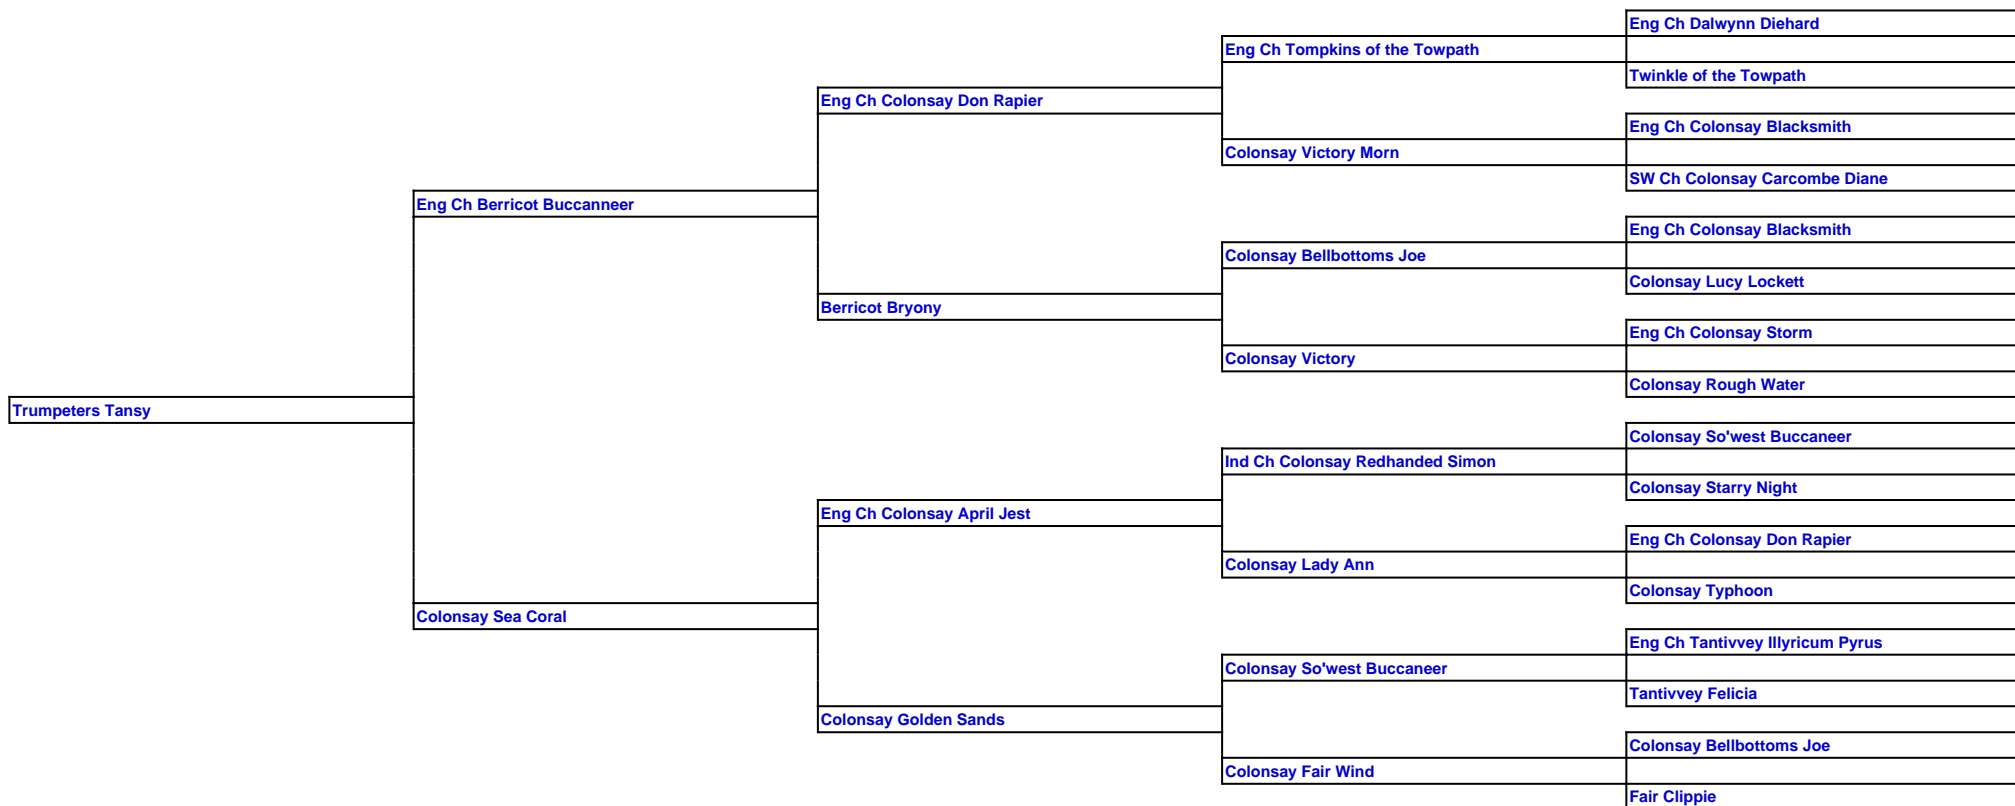 Eng Ch Dalwynn Diehard
Eng Ch Tompkins of the Towpath
Twinkle of the Towpath
Eng Ch Colonsay Don Rapier
Eng Ch Colonsay Blacksmith
Colonsay Victory Morn
SW Ch Colonsay Carcombe Diane
Eng Ch Berricot Buccanneer
Eng Ch Colonsay Blacksmith
Colonsay Bellbottoms Joe
Colonsay Lucy Lockett
Berricot Bryony
Eng Ch Colonsay Storm
Colonsay Victory
Colonsay Rough Water
Trumpeters Tansy
Colonsay So'west Buccaneer
Ind Ch Colonsay Redhanded Simon
Colonsay Starry Night
Eng Ch Colonsay April Jest
Eng Ch Colonsay Don Rapier
Colonsay Lady Ann
Colonsay Typhoon
Colonsay Sea Coral
Eng Ch Tantivvey Illyricum Pyrus
Colonsay So'west Buccaneer
Tantivvey Felicia
Colonsay Golden Sands
Colonsay Bellbottoms Joe
Colonsay Fair Wind
Fair Clippie